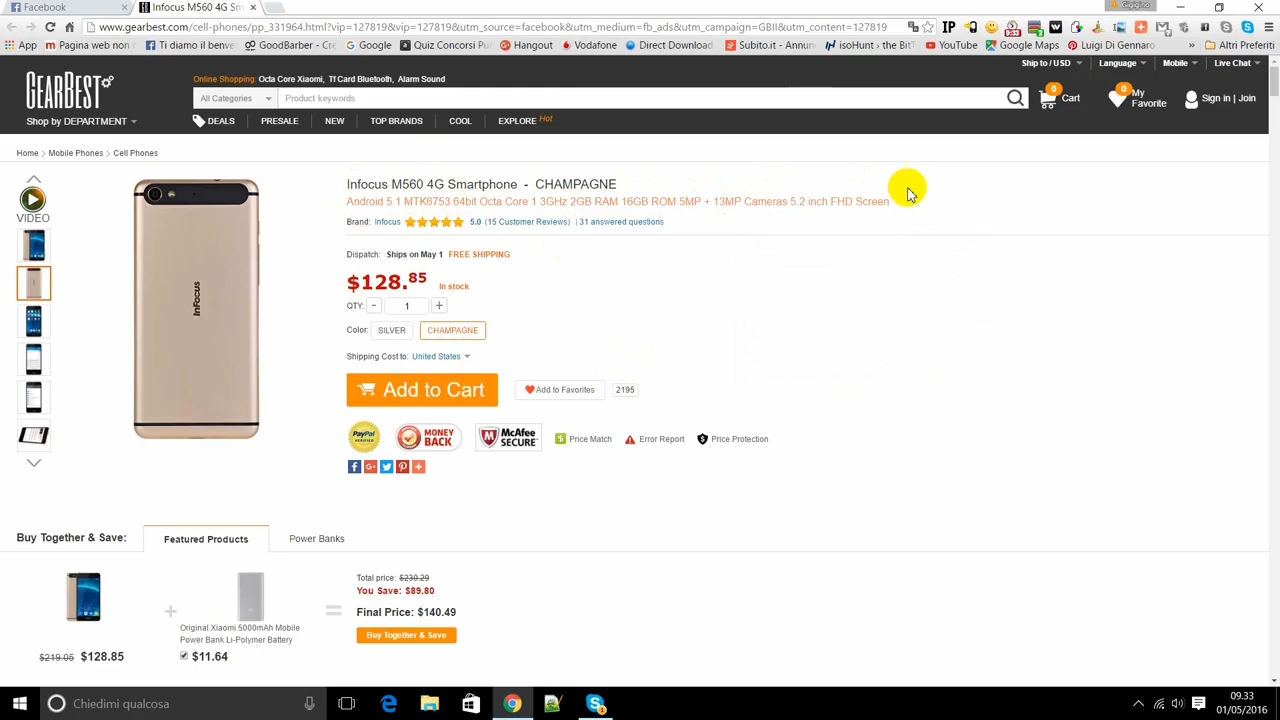 Facebook
Infocus M560 4G Sm
Gigigino
www.gearbest.com/cell-phones/pp_331964.html?vip=127819&utm_source=facebook&utm_medium=fb_ads&utm_campaign=GBII&utm_content=127819
App Pagina web non Ti diamo il benve GoodBarber - Goo Google Quiz Concorsi Pu Hangout Vodafone Direct Download Subito.it - Annun isoHunt › the BitT YouTube Google Maps Luigi Di Gennaro Altri Preferiti
Ship to / USD Language Mobile Live Chat
GEARBEST
Online Shopping: Octa Core Xiaomi, Tf Card Bluetooth, Alarm Sound
All Categories Product keywords
0 Cart 0 My Favorite Sign in | Join
Shop by DEPARTMENT DEALS PRESALE NEW TOP BRANDS COOL EXPLORE Hot
Home > Mobile Phones > Cell Phones
VIDEO
InFocus
Infocus M560 4G Smartphone - CHAMPAGNE
Android 5.1 MTK6753 64bit Octa Core 1.3GHz 2GB RAM 16GB ROM 5MP + 13MP Cameras 5.2 inch FHD Screen
Brand: Infocus 5.0 (15 Customer Reviews) | 31 answered questions
Dispatch: Ships on May 1 FREE SHIPPING
$128.85 In stock
QTY: - 1 +
Color: SILVER CHAMPAGNE
Shipping Cost to: United States
Add to Cart Add to Favorites 2195
PayPal VERIFIED MONEY BACK McAfee SECURE Price Match Error Report Price Protection
Buy Together & Save: Featured Products Power Banks
Total price: $230.29
You Save: $89.80
Final Price: $140.49
Buy Together & Save
Original Xiaomi 5000mAh Mobile
Power Bank Li-Polymer Battery
$219.05 $128.85 $11.64
Chiedimi qualcosa
09.33
01/05/2016